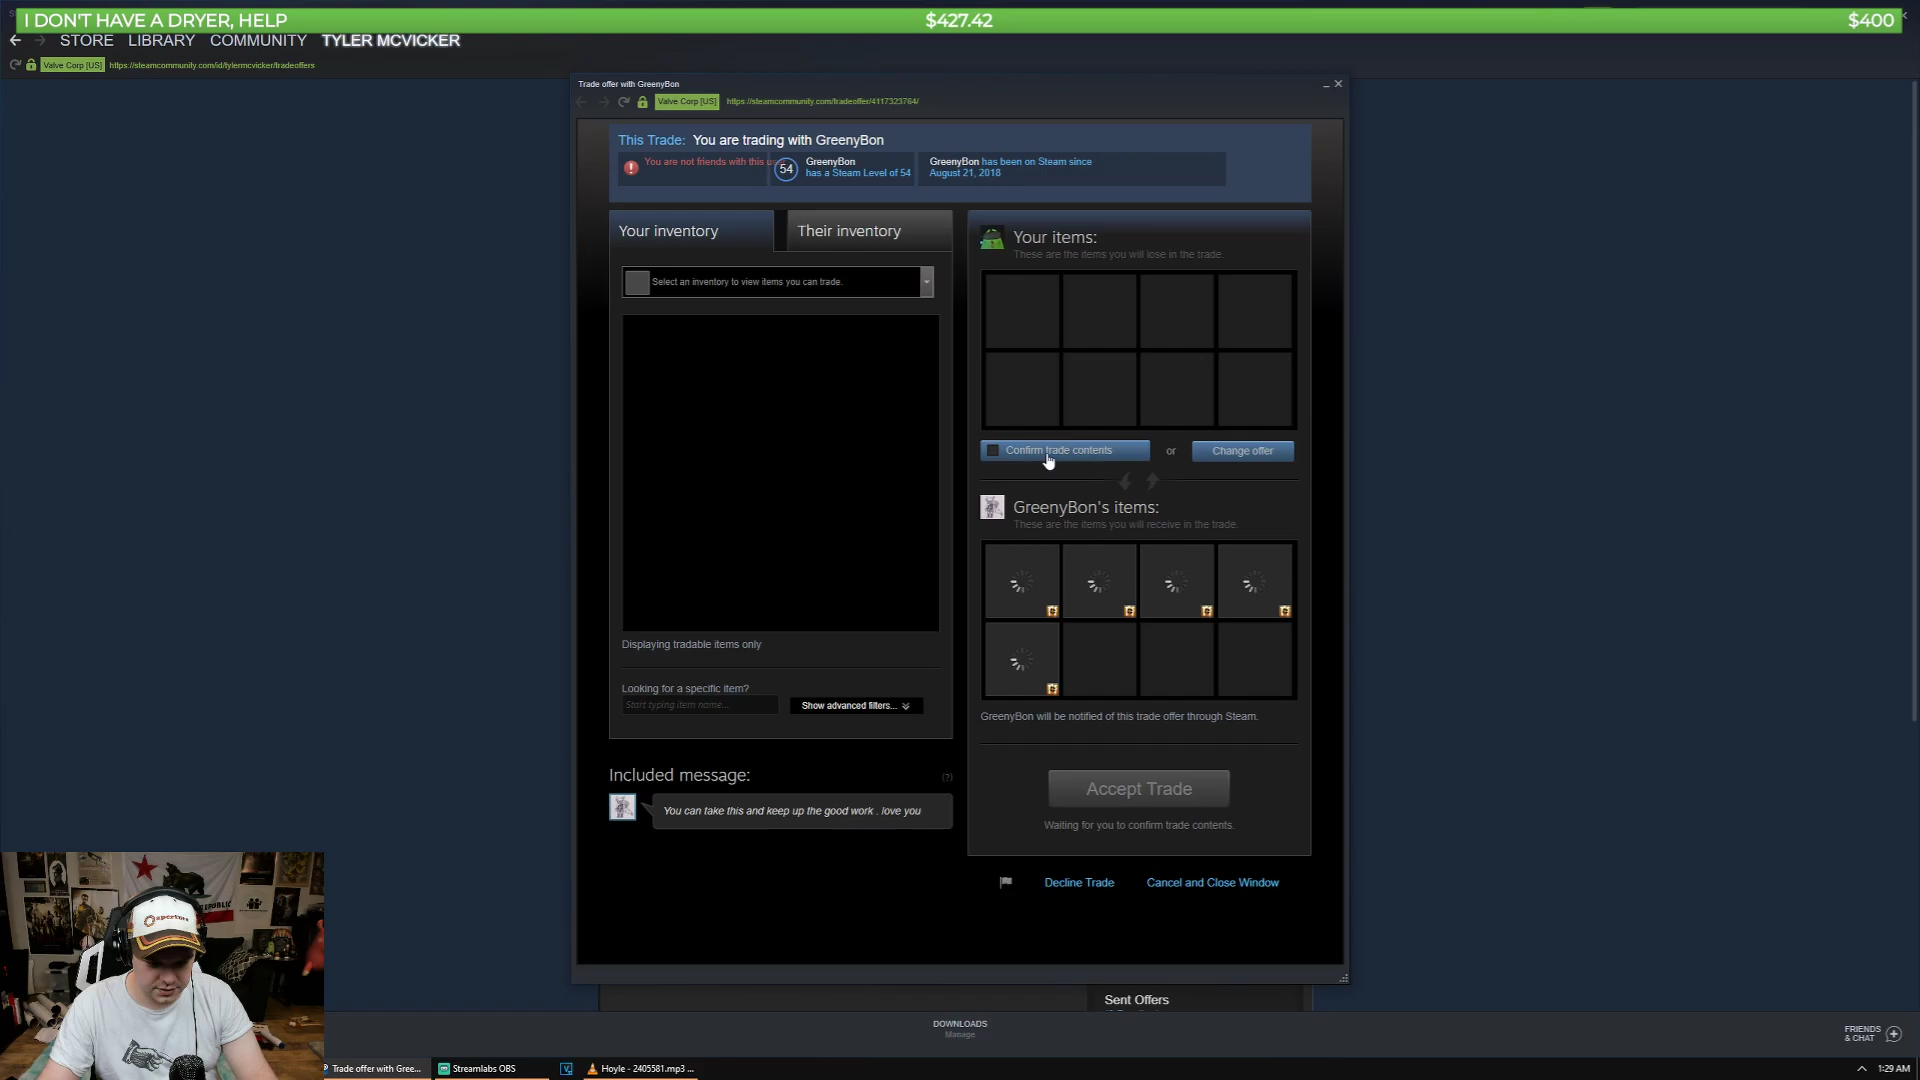 I DON'T HAVE A DRYER, HELP
$427.42
$400
STORE LIBRARY COMMUNITY TYLER MCVICKER
Valve Corp [US] https://steamcommunity.com/id/tylermcvicker/tradeoffers
Trade offer with GreenyBon
Valve Corp [US] https://steamcommunity.com/tradeoffer/4117323764/
This Trade: You are trading with GreenyBon
You are not friends with this
54
GreenyBon
has a Steam Level of 54
GreenyBon has been on Steam since
August 21, 2018
Your inventory
Their inventory
Select an inventory to view items you can trade.
Displaying tradable items only
Looking for a specific item?
Start typing item name...
Show advanced filters...
Included message:
(?)
You can take this and keep up the good work . love you
Your items:
These are the items you will lose in the trade.
Confirm trade contents
or
Change offer
GreenyBon's items:
These are the items you will receive in the trade.
GreenyBon will be notified of this trade offer through Steam.
Accept Trade
Waiting for you to confirm trade contents.
Decline Trade
Cancel and Close Window
Sent Offers
DOWNLOADS
Manage
FRIENDS
& CHAT
aperture
Trade offer with Gree...
Streamlabs OBS
Hoyle - 2405581.mp3 ...
1:29 AM